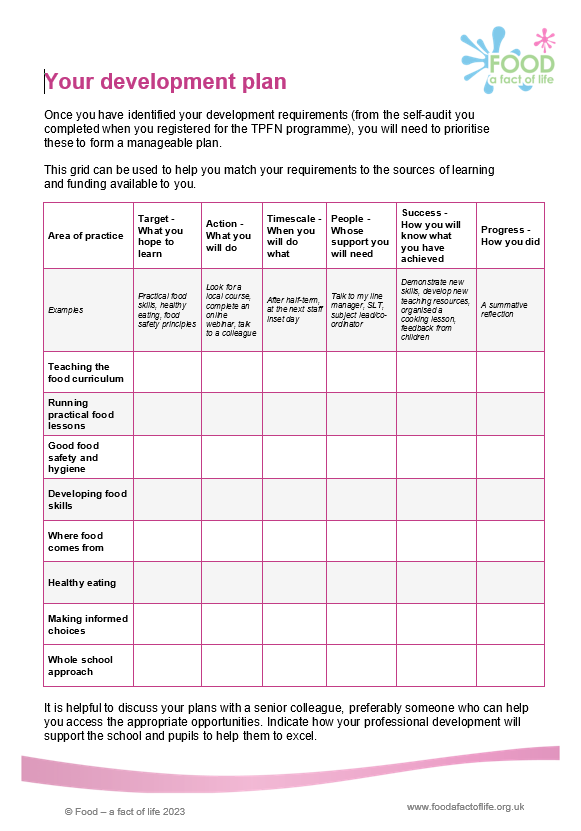 FOOD
a fact of life
Your development plan
Once you have identified your development requirements (from the self-audit you
completed when you registered for the TPFN programme), you will need to prioritise
these to form a manageable plan.
This grid can be used to help you match your requirements to the sources of learning
and funding available to you.
Area of practice
Target -
What you
hope to
learn
Action -
What you
will do
Timescale -
When you
will do
what
People -
Whose
support you
will need
Success -
How you will
know what
you have
achieved
Progress -
How you did
Examples
Practical food
skills, healthy
eating, food
safety principles
Look for a
local course,
complete an
online
webinar, talk
to a colleague
After half-term,
at the next staff
inset day
Talk to my line
manager, SLT,
subject lead/co-
ordinator
Demonstrate new
skills, develop new
teaching resources,
organised a
cooking lesson,
feedback from
children
A summative
reflection
Teaching the
food curriculum
Running
practical food
lessons
Good food
safety and
hygiene
Developing food
skills
Where food
comes from
Healthy eating
Making informed
choices
Whole school
approach
It is helpful to discuss your plans with a senior colleague, preferably someone who can help
you access the appropriate opportunities. Indicate how your professional development will
support the school and pupils to help them to excel.
© Food – a fact of life 2023
www.foodafactoflife.org.uk